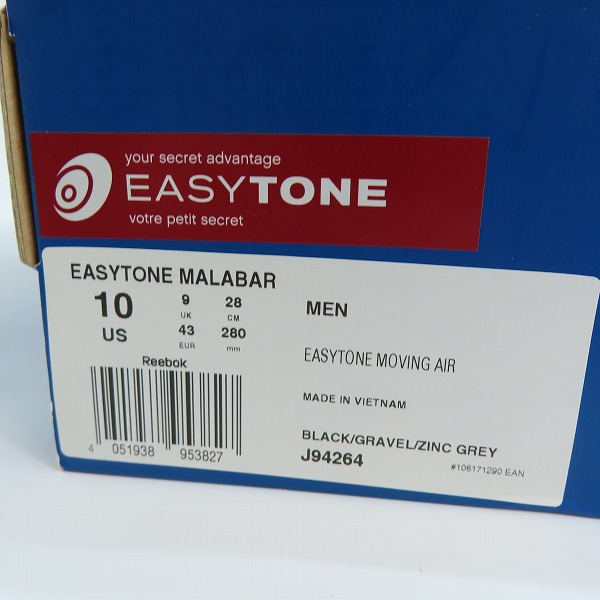 your secret advantage
EASYTONE
votre petit secret
EASYTONE MALABAR
10 9 28 MEN
UK CM
US 43 280
EUR mm
EASYTONE MOVING AIR
Reebok
MADE IN VIETNAM
BLACK/GRAVEL/ZINC GREY
J94264
#106171290 EAN
4 051938 953827